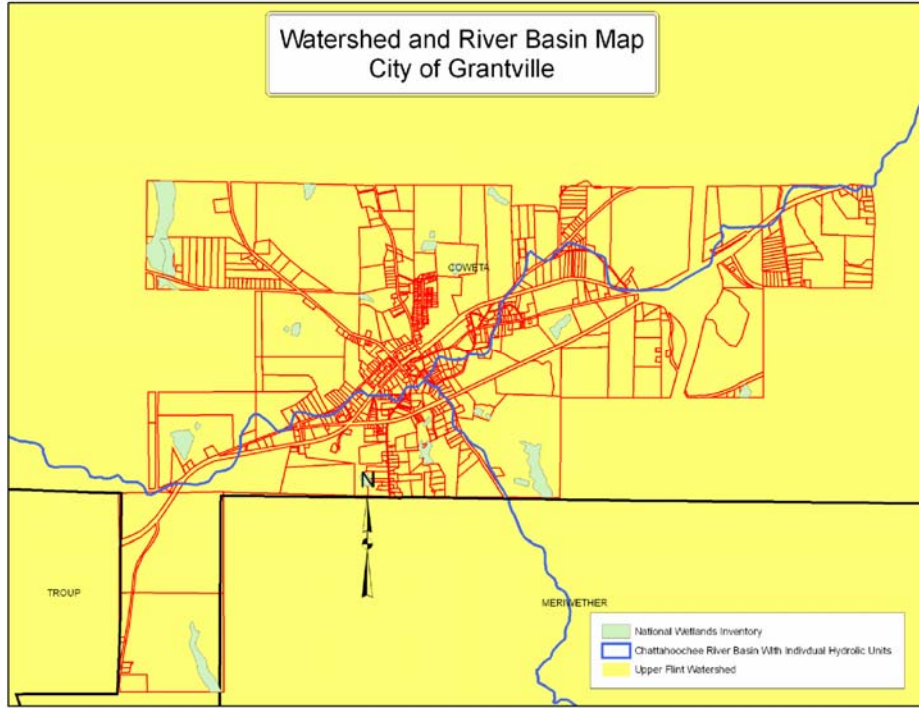 Watershed and River Basin Map
City of Grantville
COWETA
N
TROUP
MERIWETHER
National Wetlands Inventory
Chattahoochee River Basin With Indivdual Hydrolic Units
Upper Flint Watershed